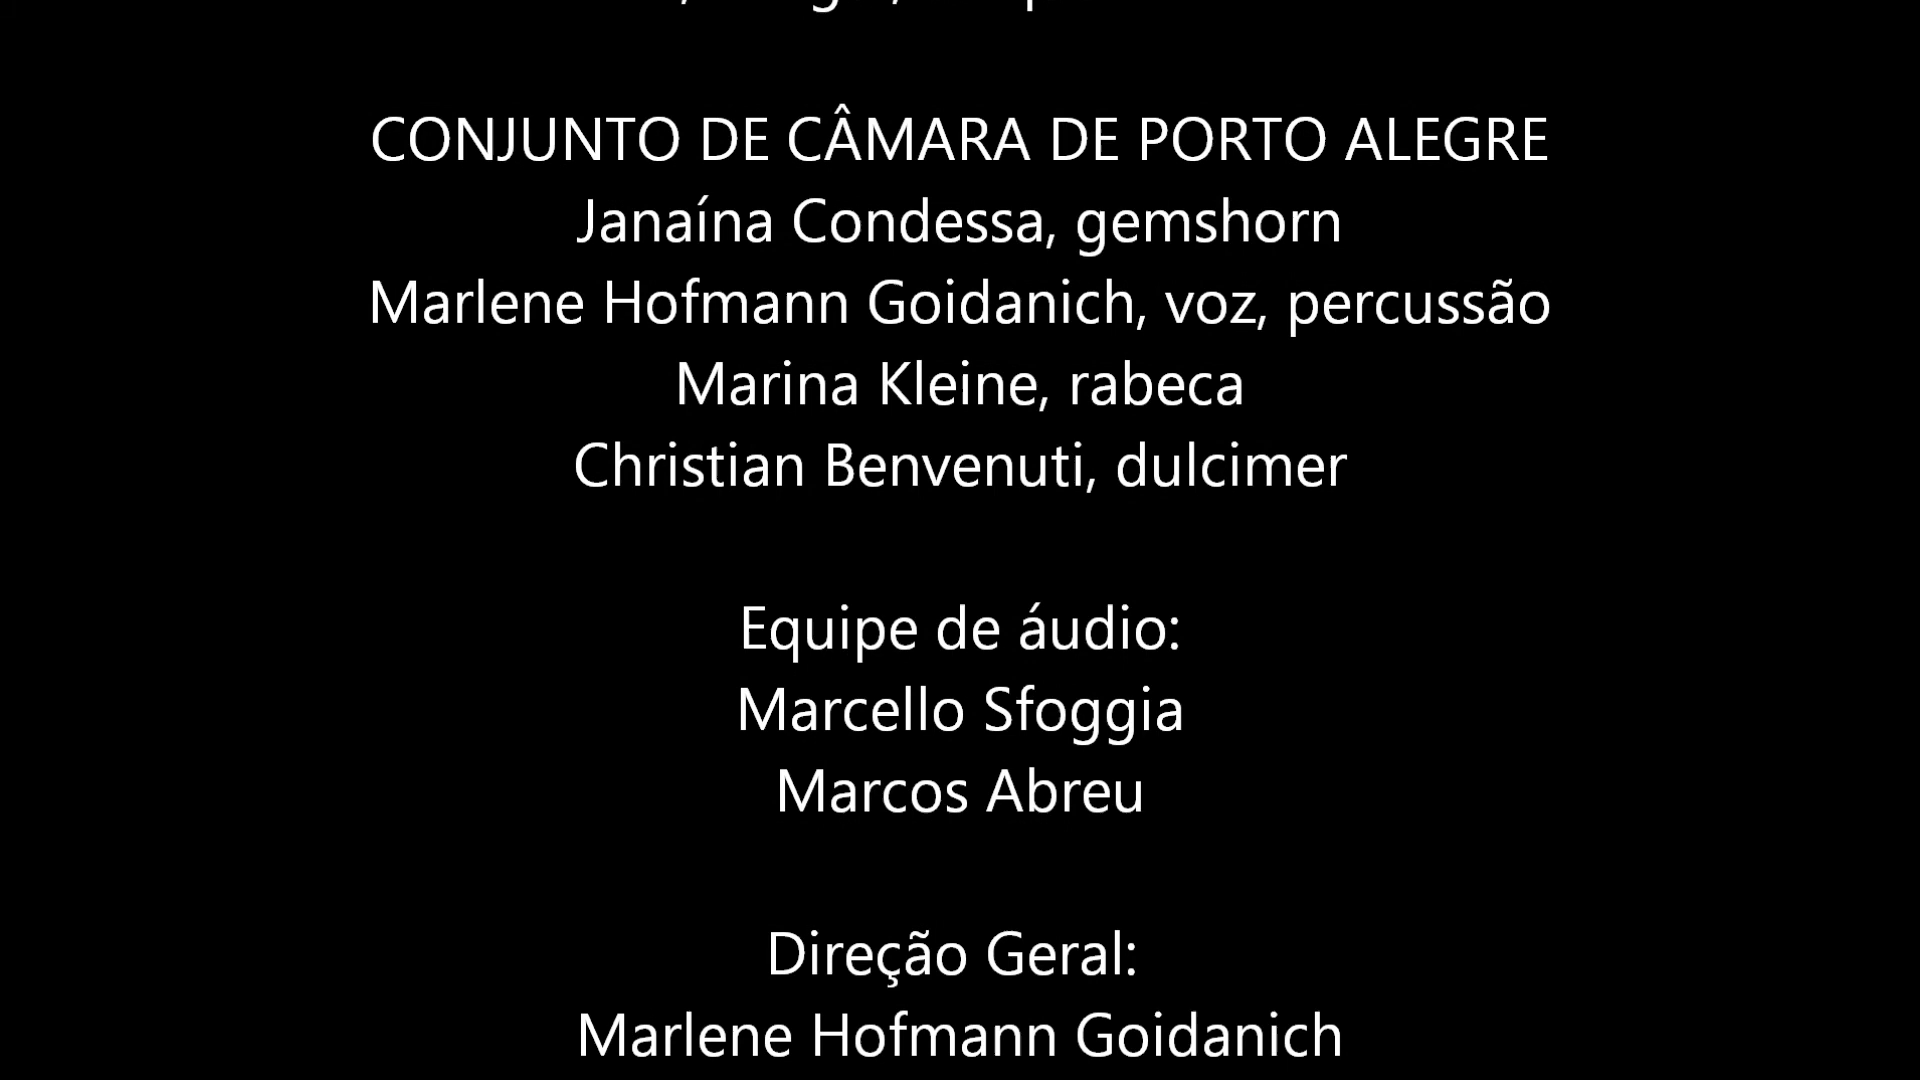 CONJUNTO DE CÂMARA DE PORTO ALEGRE
Janaína Condessa, gemshorn
Marlene Hofmann Goidanich, voz, percussão
Marina Kleine, rabeca
Christian Benvenuti, dulcimer
Equipe de áudio:
Marcello Sfoggia
Marcos Abreu
Direção Geral:
Marlene Hofmann Goidanich